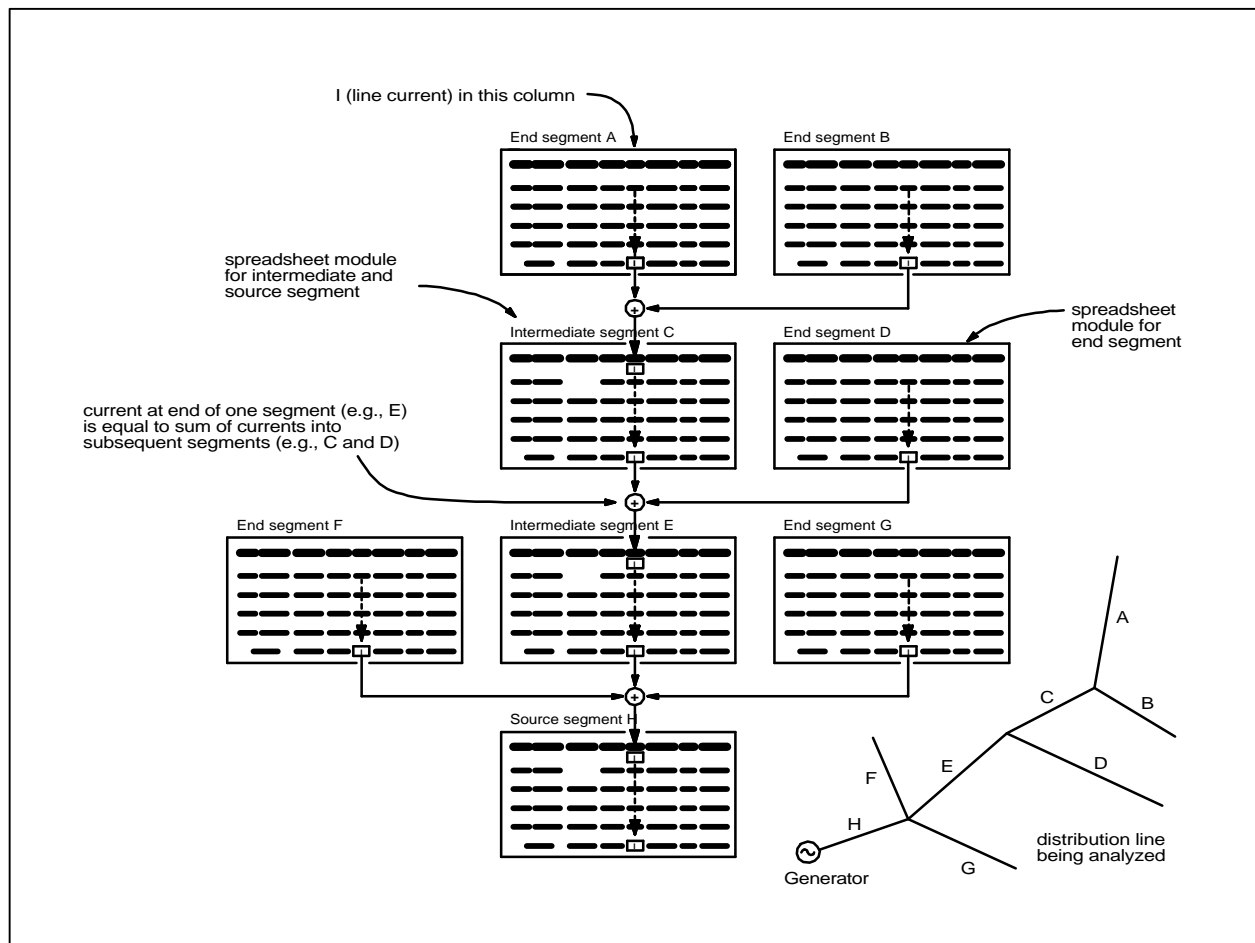 I (line current) in this column
End segment A
End segment B
spreadsheet module
for intermediate and
source segment
spreadsheet
module for
end segment
Intermediate segment C
End segment D
current at end of one segment (e.g., E)
is equal to sum of currents into
subsequent segments (e.g., C and D)
End segment F
Intermediate segment E
End segment G
Source segment H
A
C
B
E
D
F
H
G
distribution line
being analyzed
Generator